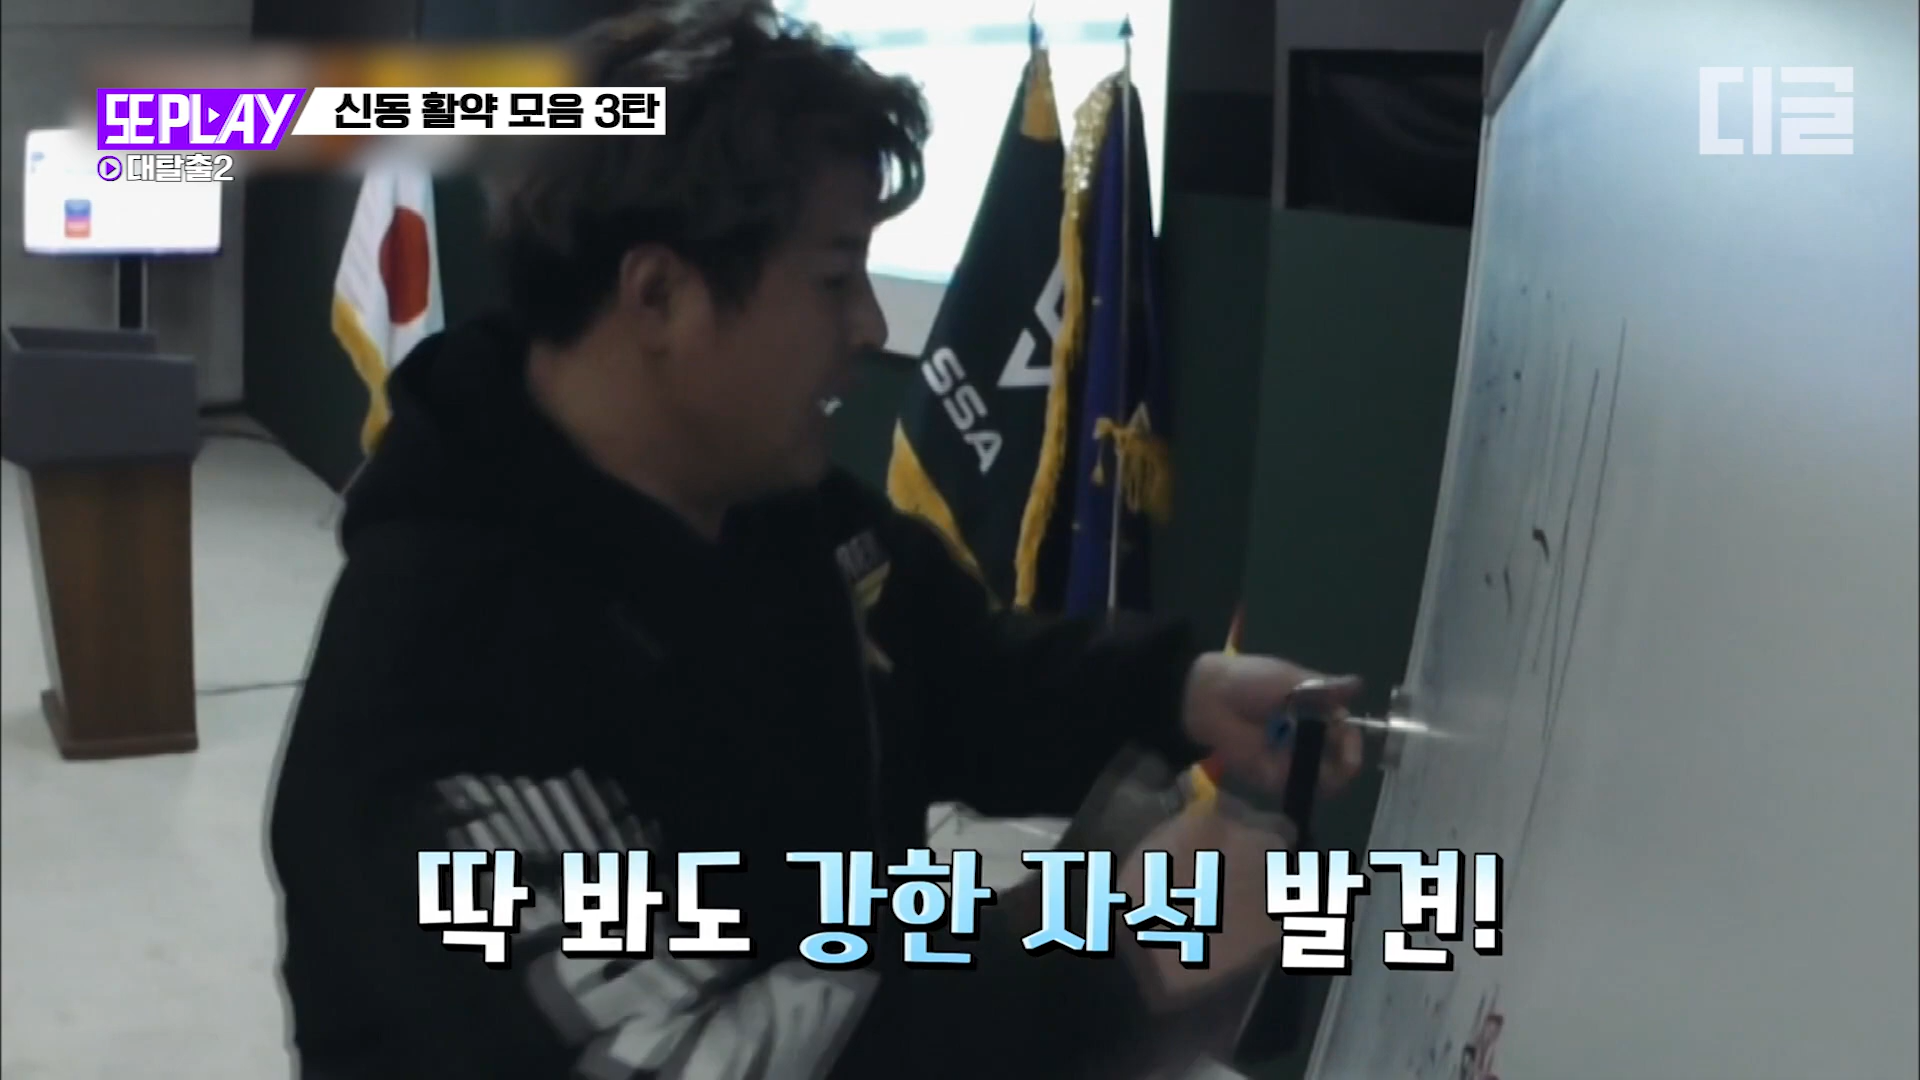 또PLAY
신동 활약 모음 3탄
대탈출2
디글
SSA
딱 봐도 강한 자석 발견!